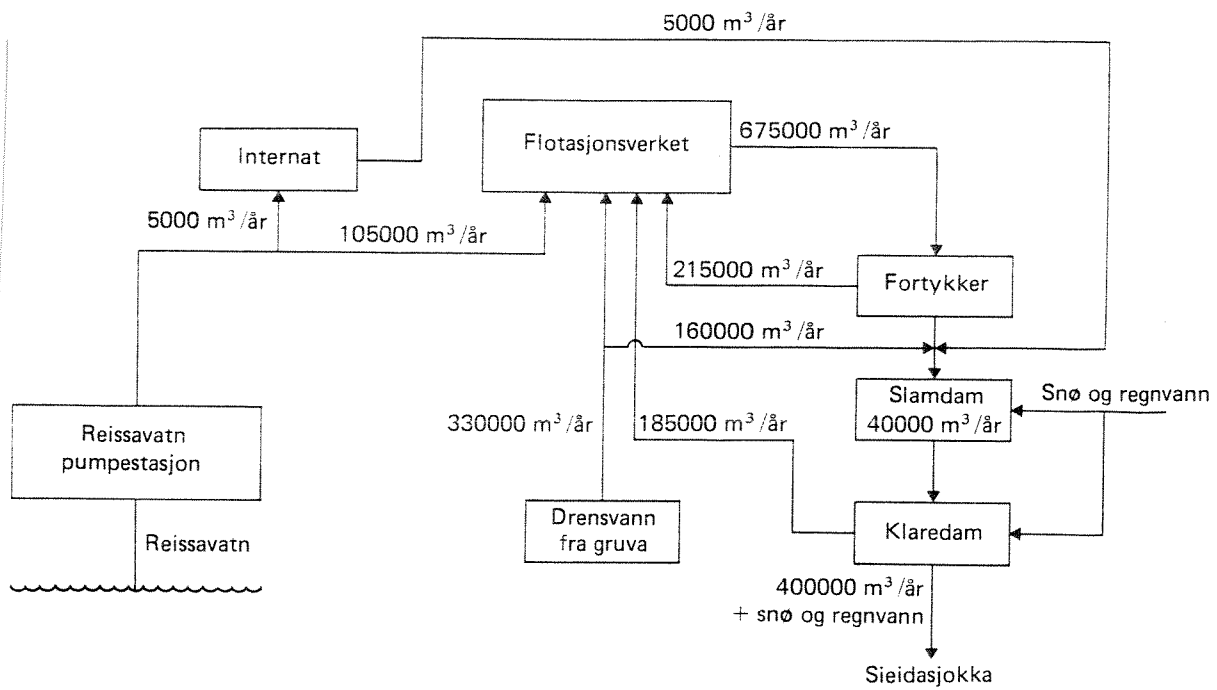 5000 m³/år
Internat
Flotasjonsverket
675000 m³/år
5000 m³/år
105000 m³/år
215000 m³/år
Fortykker
160000 m³/år
Slamdam
40000 m³/år
Snø og regnvann
330000 m³/år
185000 m³/år
Reissavatn
pumpestasjon
Drensvann
fra gruva
Klaredam
Reissavatn
400000 m³/år
+ snø og regnvann
Sieidasjokka